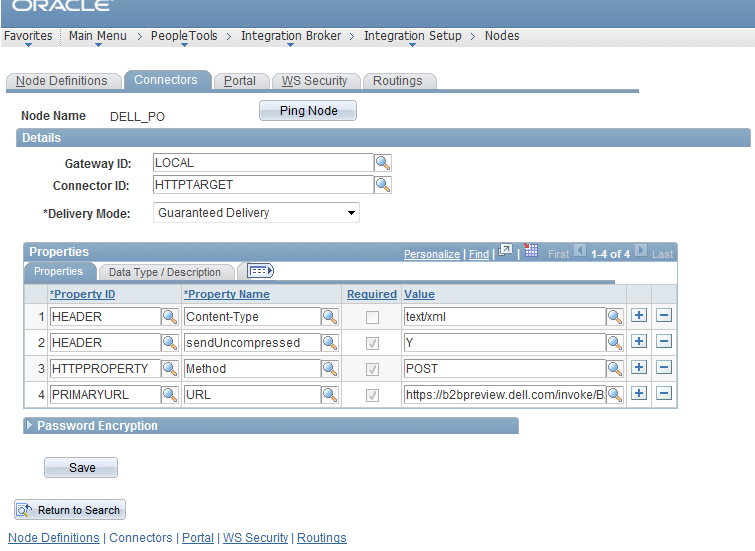 ORACLE
Favorites Main Menu > PeopleTools > Integration Broker > Integration Setup > Nodes
Node Definitions Connectors Portal WS Security Routings
Node Name DELL_PO Ping Node
Details
Gateway ID: LOCAL
Connector ID: HTTPTARGET
*Delivery Mode: Guaranteed Delivery
Properties Personalize | Find | | First 1-4 of 4 Last
Properties Data Type / Description
*Property ID *Property Name Required Value
1 HEADER Content-Type text/xml
2 HEADER sendUncompressed Y
3 HTTPPROPERTY Method POST
4 PRIMARYURL URL https://b2bpreview.dell.com/invoke/B
Password Encryption
Save
Return to Search
Node Definitions | Connectors | Portal | WS Security | Routings